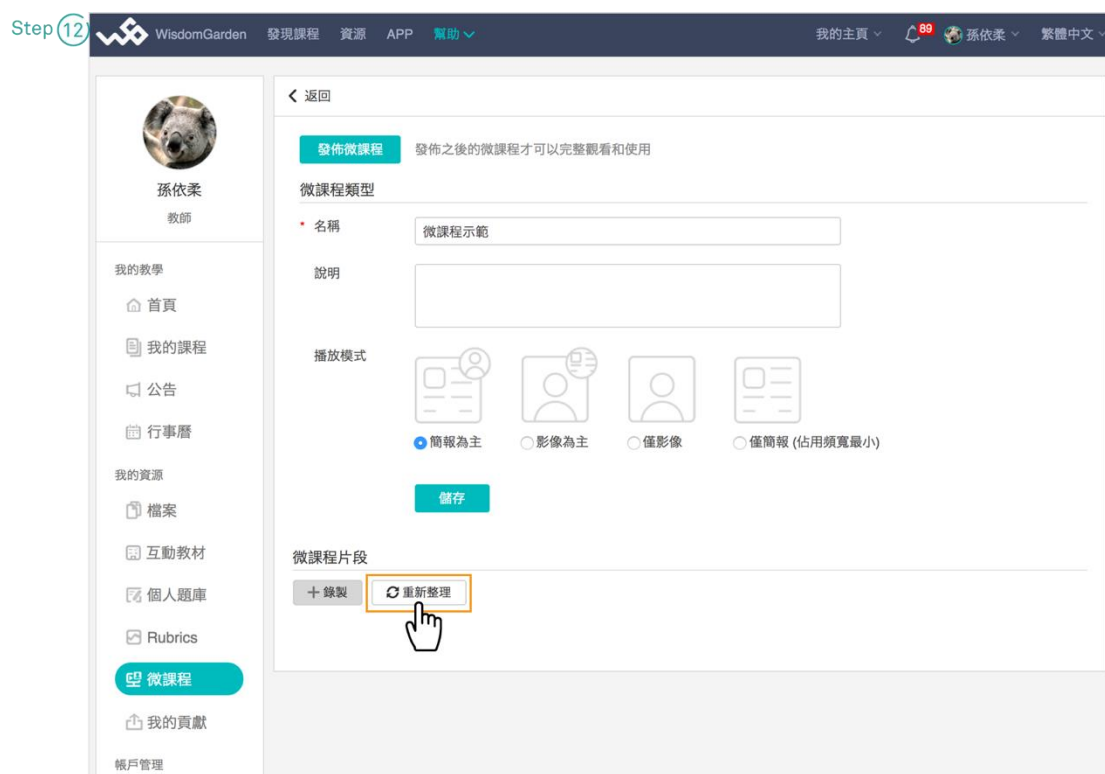 Step 12
WisdomGarden 發現課程 資源 APP 幫助 我的主頁 89 孫依柔 繁體中文
孫依柔
教師
我的教學
首頁
我的課程
公告
行事曆
我的資源
檔案
互動教材
個人題庫
Rubrics
微課程
我的貢獻
帳戶管理
返回
發佈微課程 發佈之後的微課程才可以完整觀看和使用
微課程類型
* 名稱 微課程示範
說明
播放模式
簡報為主 影像為主 僅影像 僅簡報 (佔用頻寬最小)
儲存
微課程片段
+ 錄製 重新整理